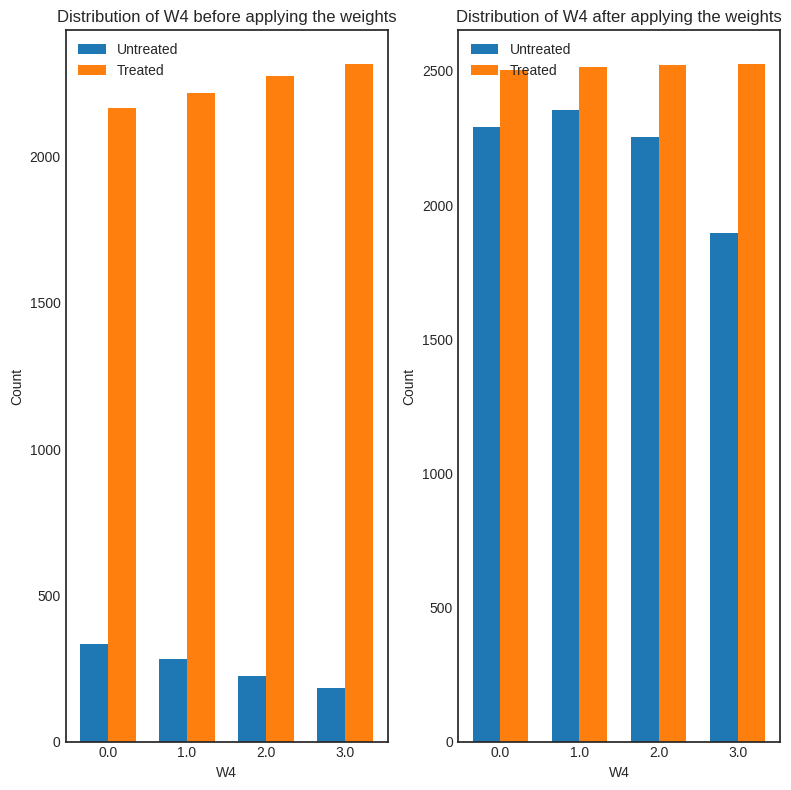 Distribution of W4 before applying the weights
Untreated
Treated
2000
1500
1000
500
0
Count
0.0 1.0 2.0 3.0
W4
Distribution of W4 after applying the weights
Untreated
Treated
2500
2000
1500
1000
500
0
Count
0.0 1.0 2.0 3.0
W4